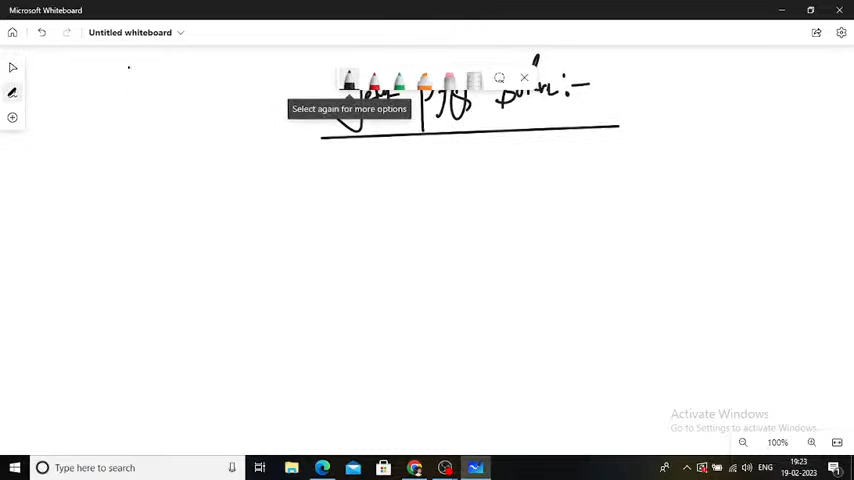 Microsoft Whiteboard
Untitled whiteboard
Select again for more options
Activate Windows
Go to Settings to activate Windows.
100%
Type here to search
ENG
19:23
19-02-2023